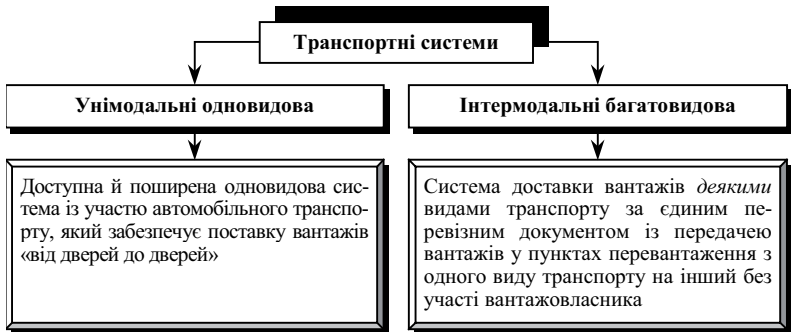 Транспортні системи
Унімодальні одновидова
Інтермодальні багатовидова
Доступна й поширена одновидова сис-
тема із участю автомобільного транспо-
рту, який забезпечує поставку вантажів
«від дверей до дверей»
Система доставки вантажів деякими
видами транспорту за єдиним пе-
ревізним документом із передачею
вантажів у пунктах перевантаження з
одного виду транспорту на інший без
участі вантажовласника